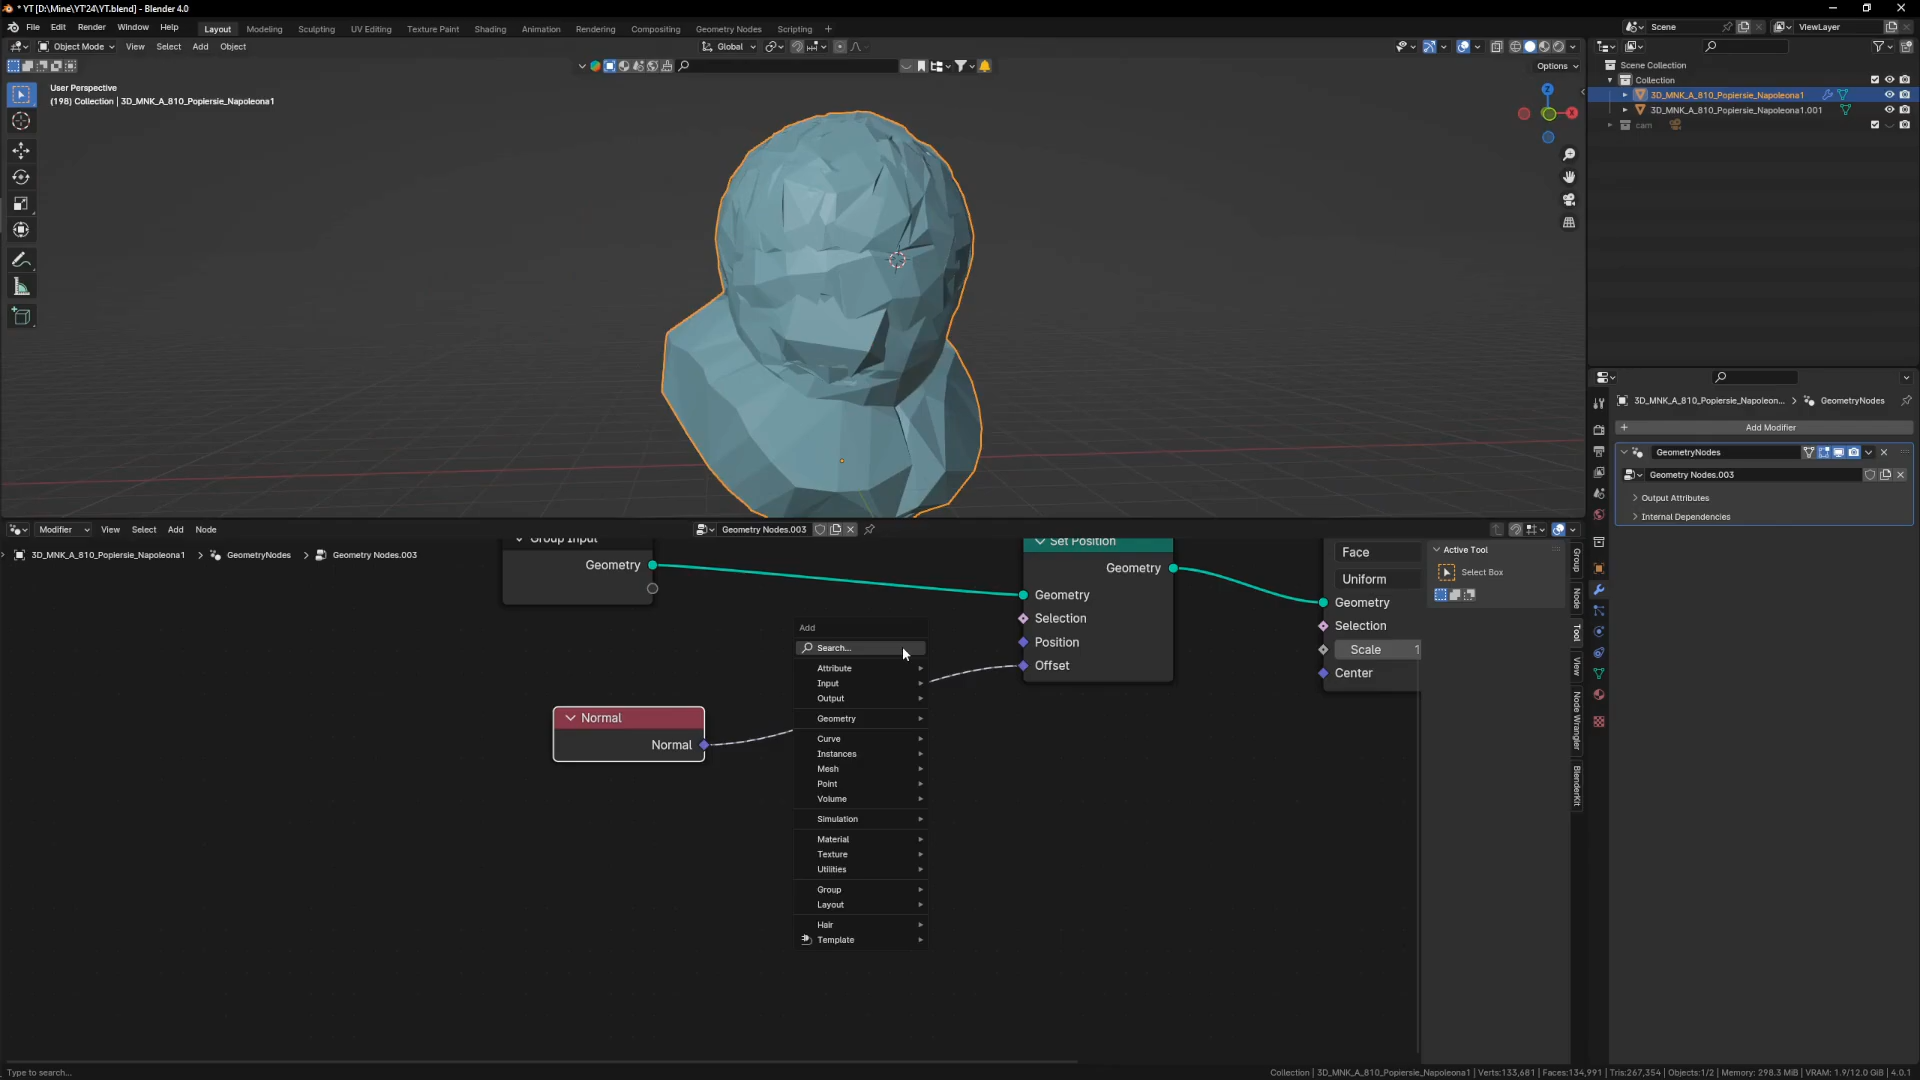 * YT [D:\Mine\YT'24\YT.blend] - Blender 4.0
File Edit Render Window Help Layout Modeling Sculpting UV Editing Texture Paint Shading Animation Rendering Compositing Geometry Nodes Scripting + Scene ViewLayer
Object Mode View Select Add Object Global
Options
User Perspective
(198) Collection | 3D_MNK_A_810_Popiersie_Napoleona1
Z
X
Scene Collection
Collection
3D_MNK_A_810_Popiersie_Napoleona1
3D_MNK_A_810_Popiersie_Napoleona1.001
cam
3D_MNK_A_810_Popiersie_Napoleon... > GeometryNodes
+ Add Modifier
GeometryNodes
Geometry Nodes.003
Output Attributes
Internal Dependencies
Modifier View Select Add Node Geometry Nodes.003
3D_MNK_A_810_Popiersie_Napoleona1 > GeometryNodes > Geometry Nodes.003
Group Input
Geometry
Normal
Normal
Add
Search...
Attribute
Input
Output
Geometry
Curve
Instances
Mesh
Point
Volume
Simulation
Material
Texture
Utilities
Group
Layout
Hair
Template
Set Position
Geometry
Geometry
Selection
Position
Offset
Face
Uniform
Geometry
Selection
Scale 1
Center
Active Tool
Select Box
Group
Node
Tool
View
Node Wrangler
BlenderKit
Type to search...
Collection | 3D_MNK_A_810_Popiersie_Napoleona1 | Verts:133,681 | Faces:134,991 | Tris:267,354 | Objects:1/2 | Memory: 298.3 MiB | VRAM: 1.9/12.0 GiB | 4.0.1